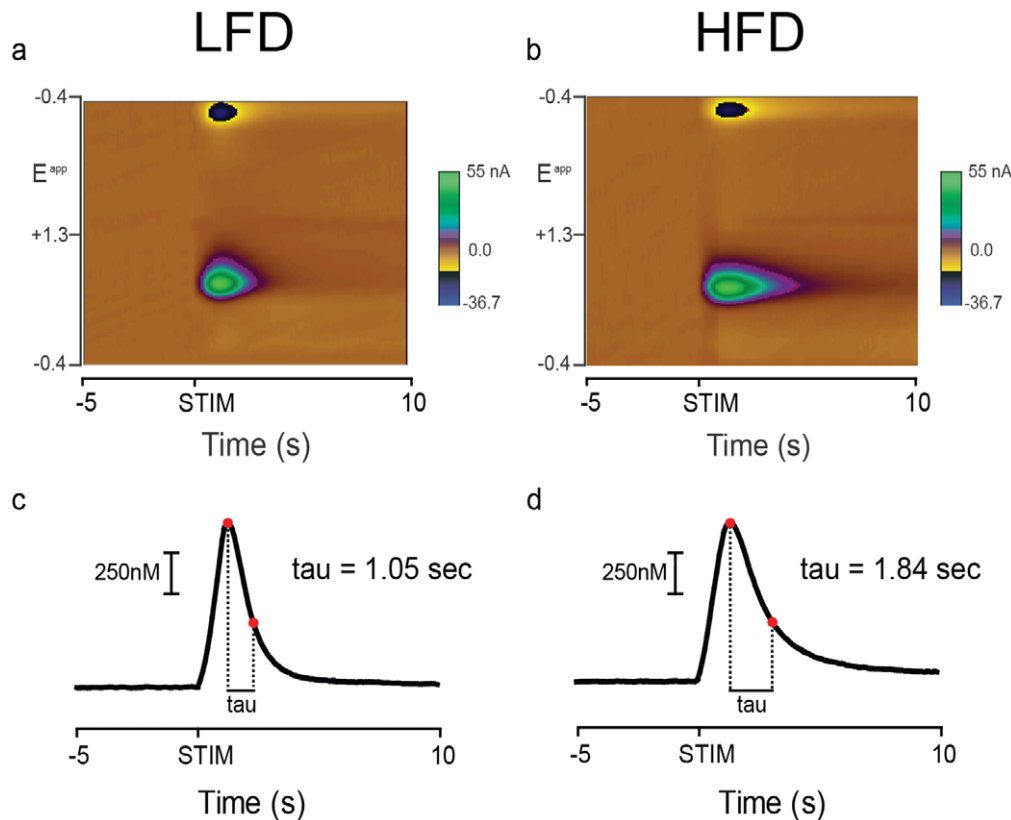 LFD
HFD
a
b
-0.4
E^app
+1.3
-0.4
55 nA
0.0
-36.7
-5
STIM
10
Time (s)
-0.4
E^app
+1.3
-0.4
55 nA
0.0
-36.7
-5
STIM
10
Time (s)
c
250nM
tau = 1.05 sec
tau
-5
STIM
10
Time (s)
d
250nM
tau = 1.84 sec
tau
-5
STIM
10
Time (s)